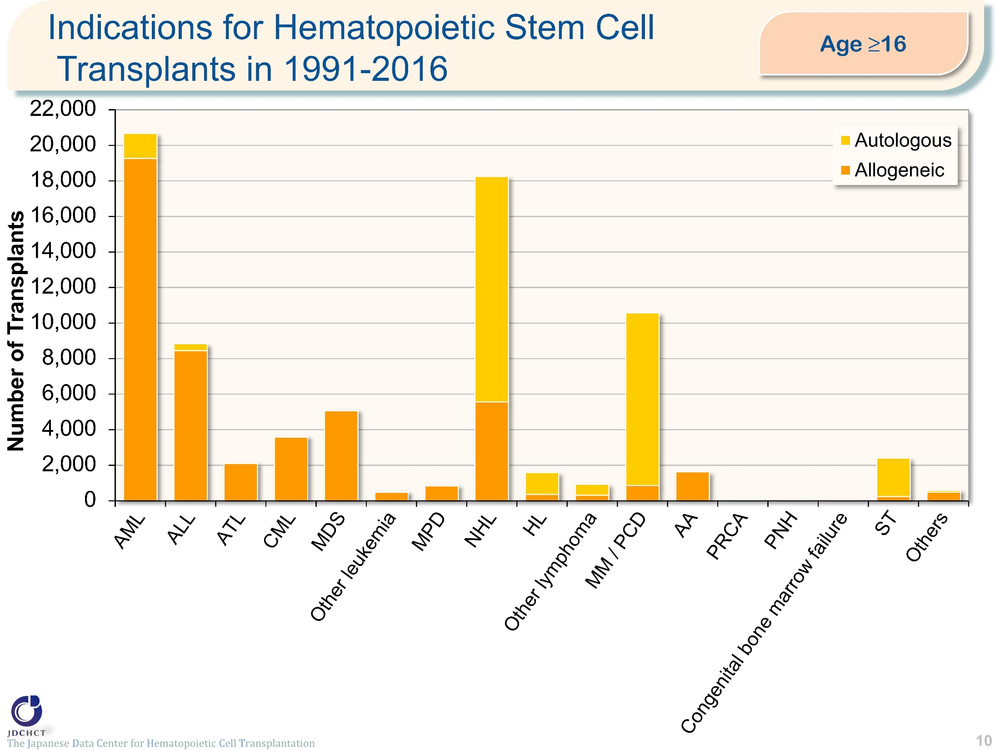 Indications for Hematopoietic Stem Cell
Transplants in 1991-2016
Age ≥16
22,000
20,000
18,000
16,000
14,000
12,000
10,000
8,000
6,000
4,000
2,000
0
Number of Transplants
Autologous
Allogeneic
AML
ALL
ATL
CML
MDS
Other leukemia
MPD
NHL
HL
Other lymphoma
MM / PCD
AA
PRCA
PNH
Congenital bone marrow failure
ST
Others
JDCHCT
The Japanese Data Center for Hematopoietic Cell Transplantation
10